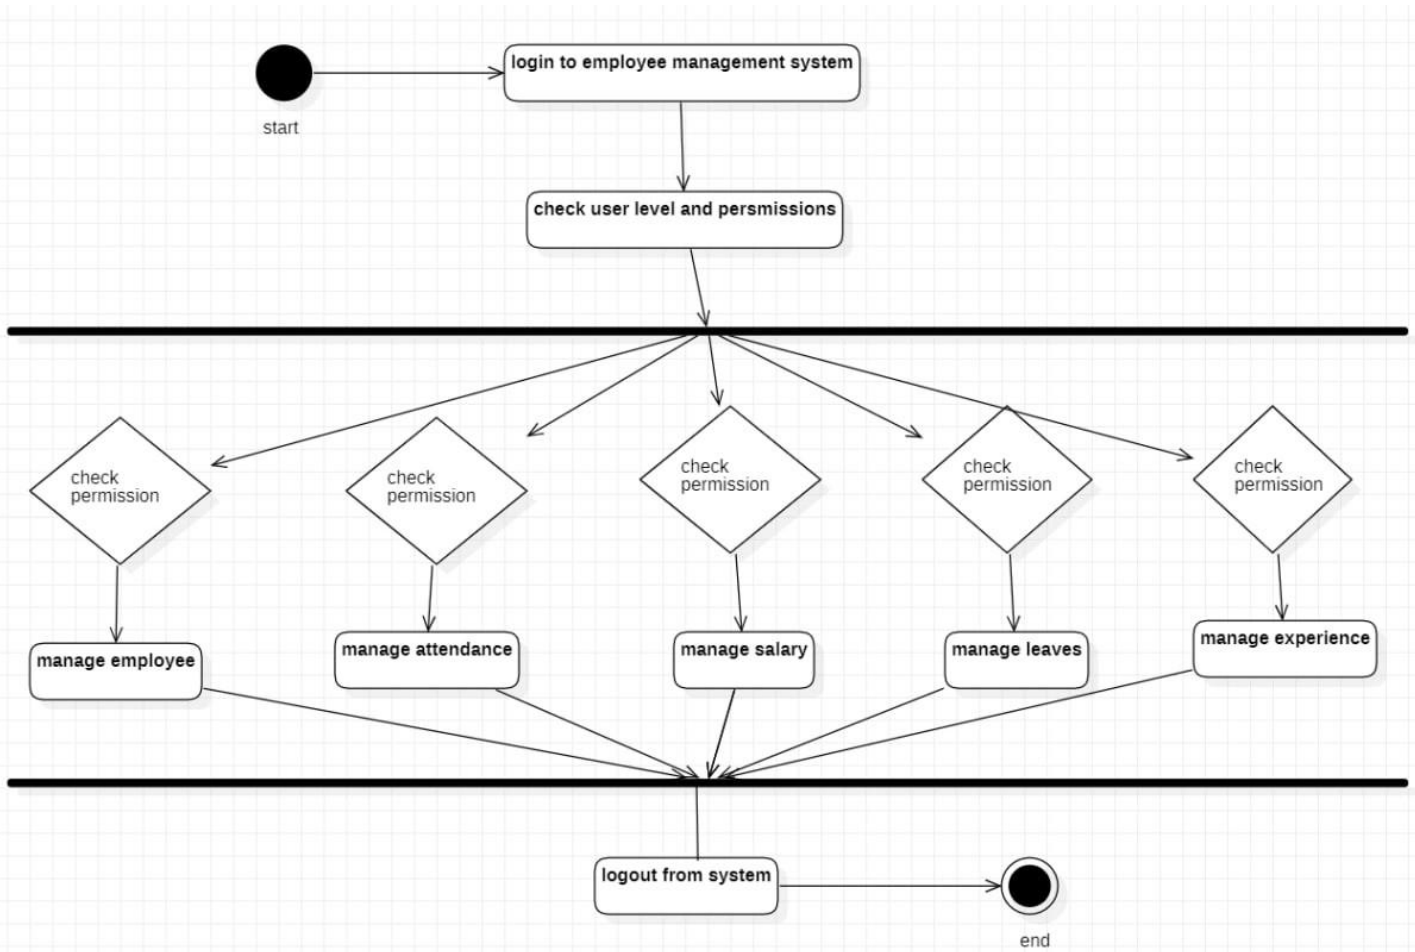 login to employee management system
start
check user level and persmissions
check
permission
check
permission
check
permission
check
permission
check
permission
manage employee
manage attendance
manage salary
manage leaves
manage experience
logout from system
end